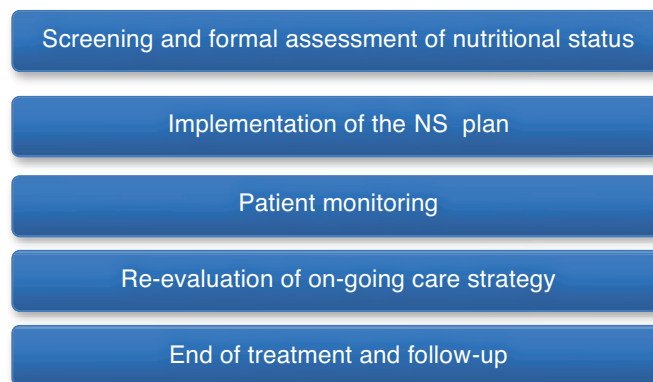 Screening and formal assessment of nutritional status
Implementation of the NS plan
Patient monitoring
Re-evaluation of on-going care strategy
End of treatment and follow-up